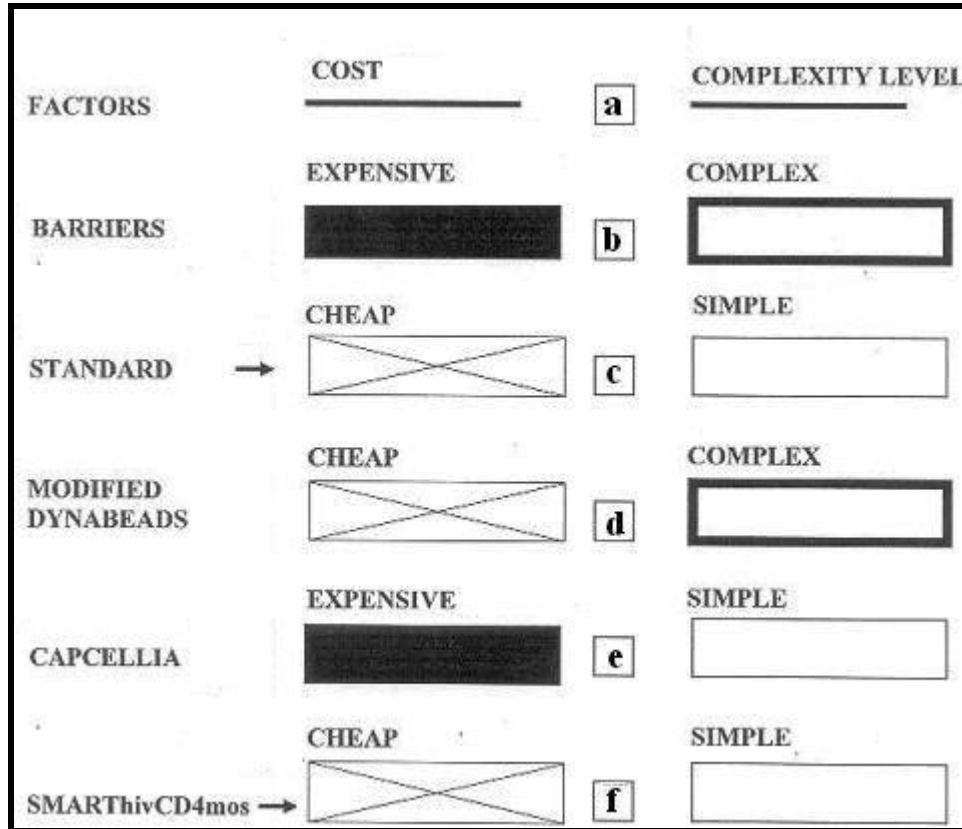 COST
COMPLEXITY LEVEL
FACTORS
a
EXPENSIVE
COMPLEX
BARRIERS
b
CHEAP
SIMPLE
STANDARD
c
CHEAP
COMPLEX
MODIFIED
DYNABEADS
d
EXPENSIVE
SIMPLE
CAPCELLIA
e
CHEAP
SIMPLE
SMARThivCD4mos
f